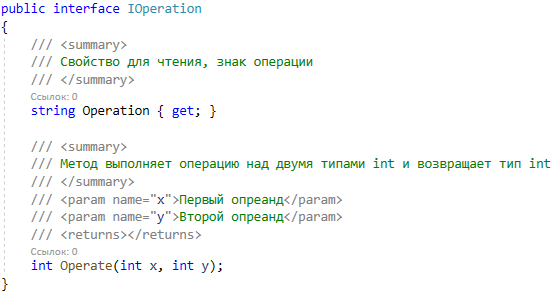 public interface IOperation
{
/// <summary>
/// Свойство для чтения, знак операции
/// </summary>
Ссылок: 0
string Operation { get; }
/// <summary>
/// Метод выполняет операцию над двумя типами int и возвращает тип int
/// </summary>
/// <param name="x">Первый опреанд</param>
/// <param name="y">Второй опреанд</param>
/// <returns></returns>
Ссылок: 0
int Operate(int x, int y);
}